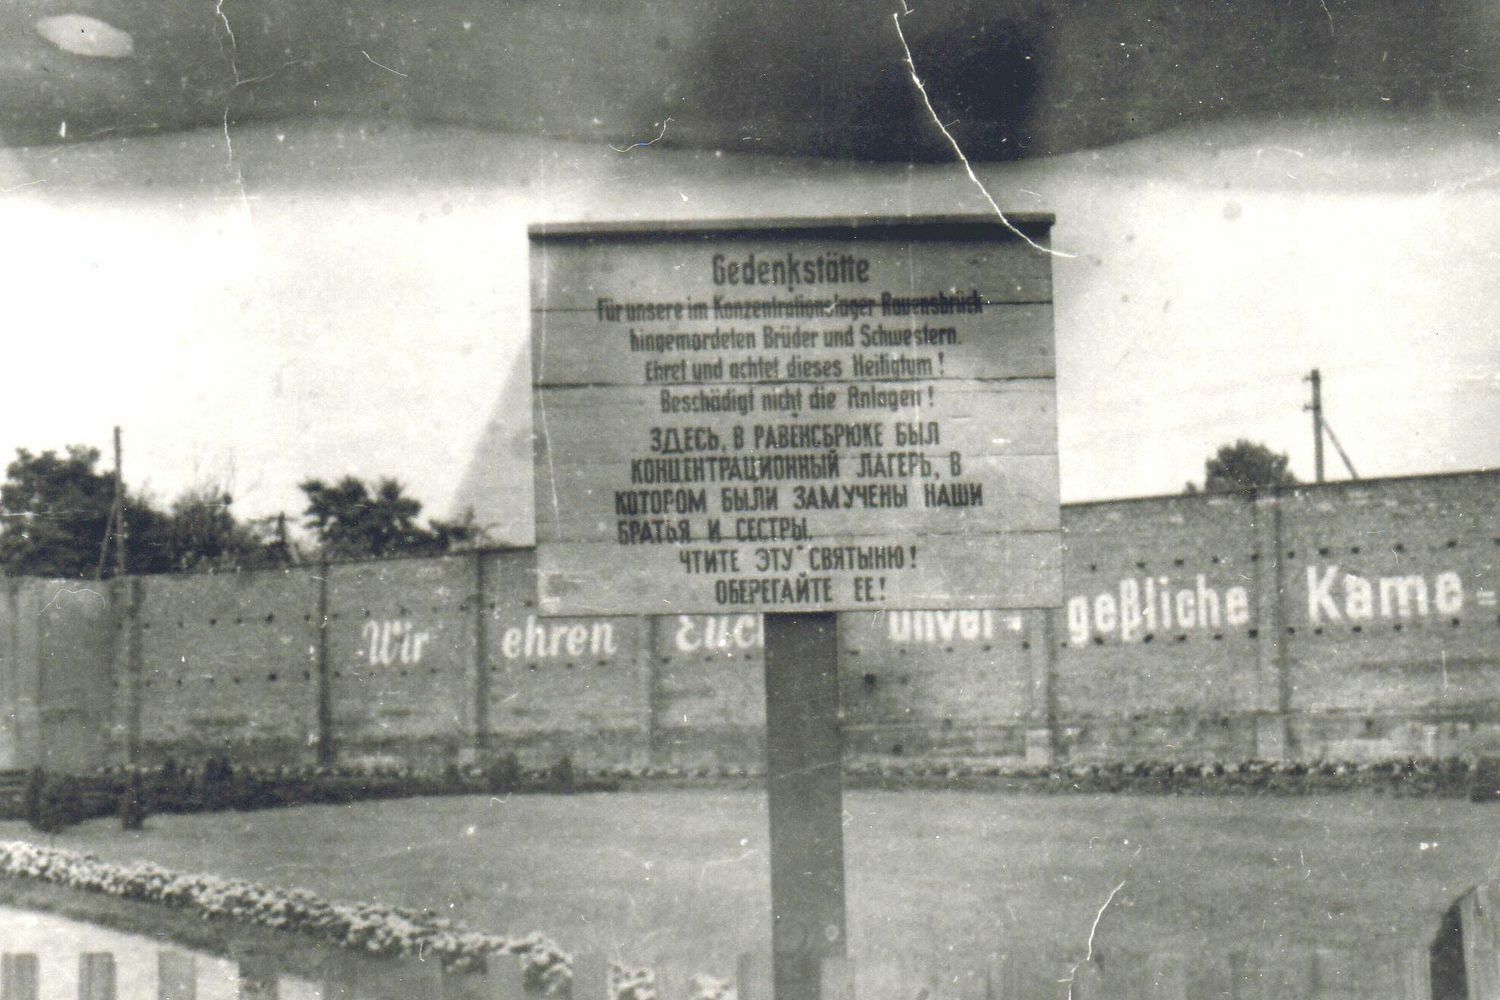 Gedenkstätte
Für unsere im Konzentrationslager Ravensbrück
hingemordeten Brüder und Schwestern.
Ehret und achtet dieses Heiligtum!
Beschädigt nicht die Anlagen!
ЗДЕСЬ, В РАВЕНСБРЮКЕ БЫЛ
КОНЦЕНТРАЦИОННЫЙ ЛАГЕРЬ, В
КОТОРОМ БЫЛИ ЗАМУЧЕНЫ НАШИ
БРАТЬЯ И СЕСТРЫ.
ЧТИТЕ ЭТУ СВЯТЫНЮ!
ОБЕРЕГАЙТЕ ЕЕ!
Wir ehren Euch unver- geßliche Kame=